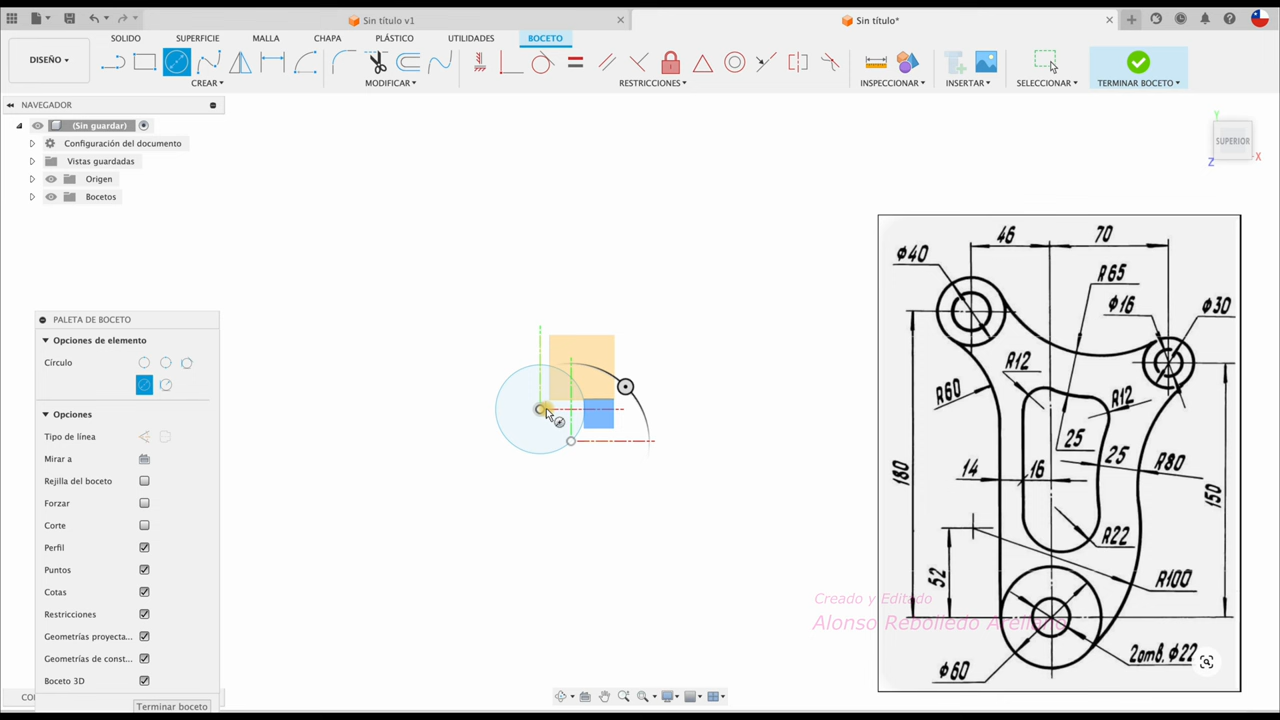 Sin título v1
Sin título*
DISEÑO
SOLIDO
SUPERFICIE
MALLA
CHAPA
PLÁSTICO
UTILIDADES
BOCETO
CREAR
MODIFICAR
RESTRICCIONES
INSPECCIONAR
INSERTAR
SELECCIONAR
TERMINAR BOCETO
NAVEGADOR
(Sin guardar)
Configuración del documento
Vistas guardadas
Origen
Bocetos
Y
SUPERIOR
X
Z
PALETA DE BOCETO
Opciones de elemento
Círculo
Opciones
Tipo de línea
Mirar a
Rejilla del boceto
Forzar
Corte
Perfil
Puntos
Cotas
Restricciones
Geometrías proyecta...
Geometrías de const...
Boceto 3D
Terminar boceto
46
70
ϕ40
R65
ϕ16
ϕ30
R12
R60
R12
25
25
R80
14
16
180
150
R22
52
R100
Creado y Editado
Alonso Rebolledo Arellano
2отв. ϕ22
ϕ60